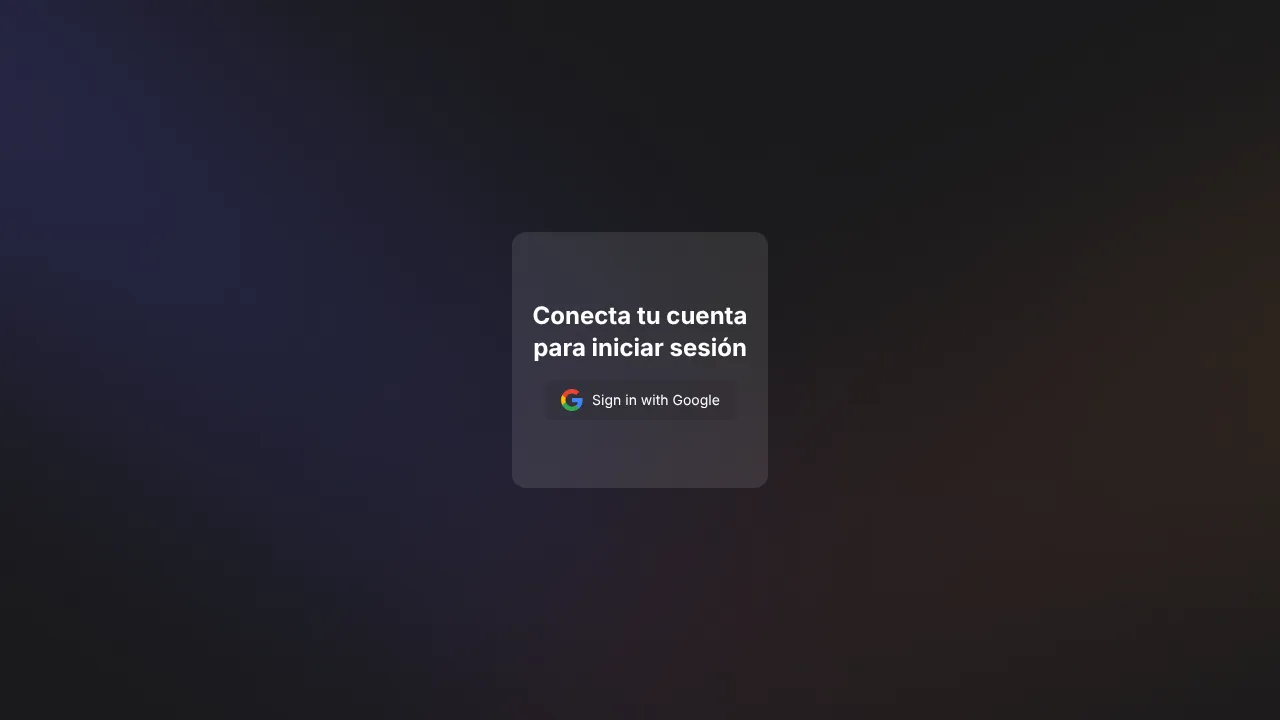 Conecta tu cuenta
para iniciar sesión
Sign in with Google